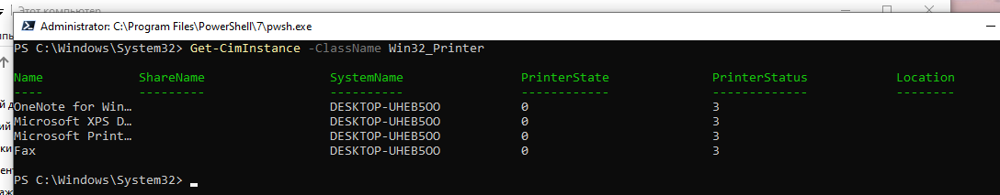 Этот компьютер
Administrator: C:\Program Files\PowerShell\7\pwsh.exe
PS C:\Windows\System32> Get-CimInstance -ClassName Win32_Printer
Name ShareName SystemName PrinterState PrinterStatus Location
---- --------- ---------- ------------ ------------- --------
OneNote for Win… DESKTOP-UHEB5OO 0 3
Microsoft XPS D… DESKTOP-UHEB5OO 0 3
Microsoft Print… DESKTOP-UHEB5OO 0 3
Fax DESKTOP-UHEB5OO 0 3
PS C:\Windows\System32>